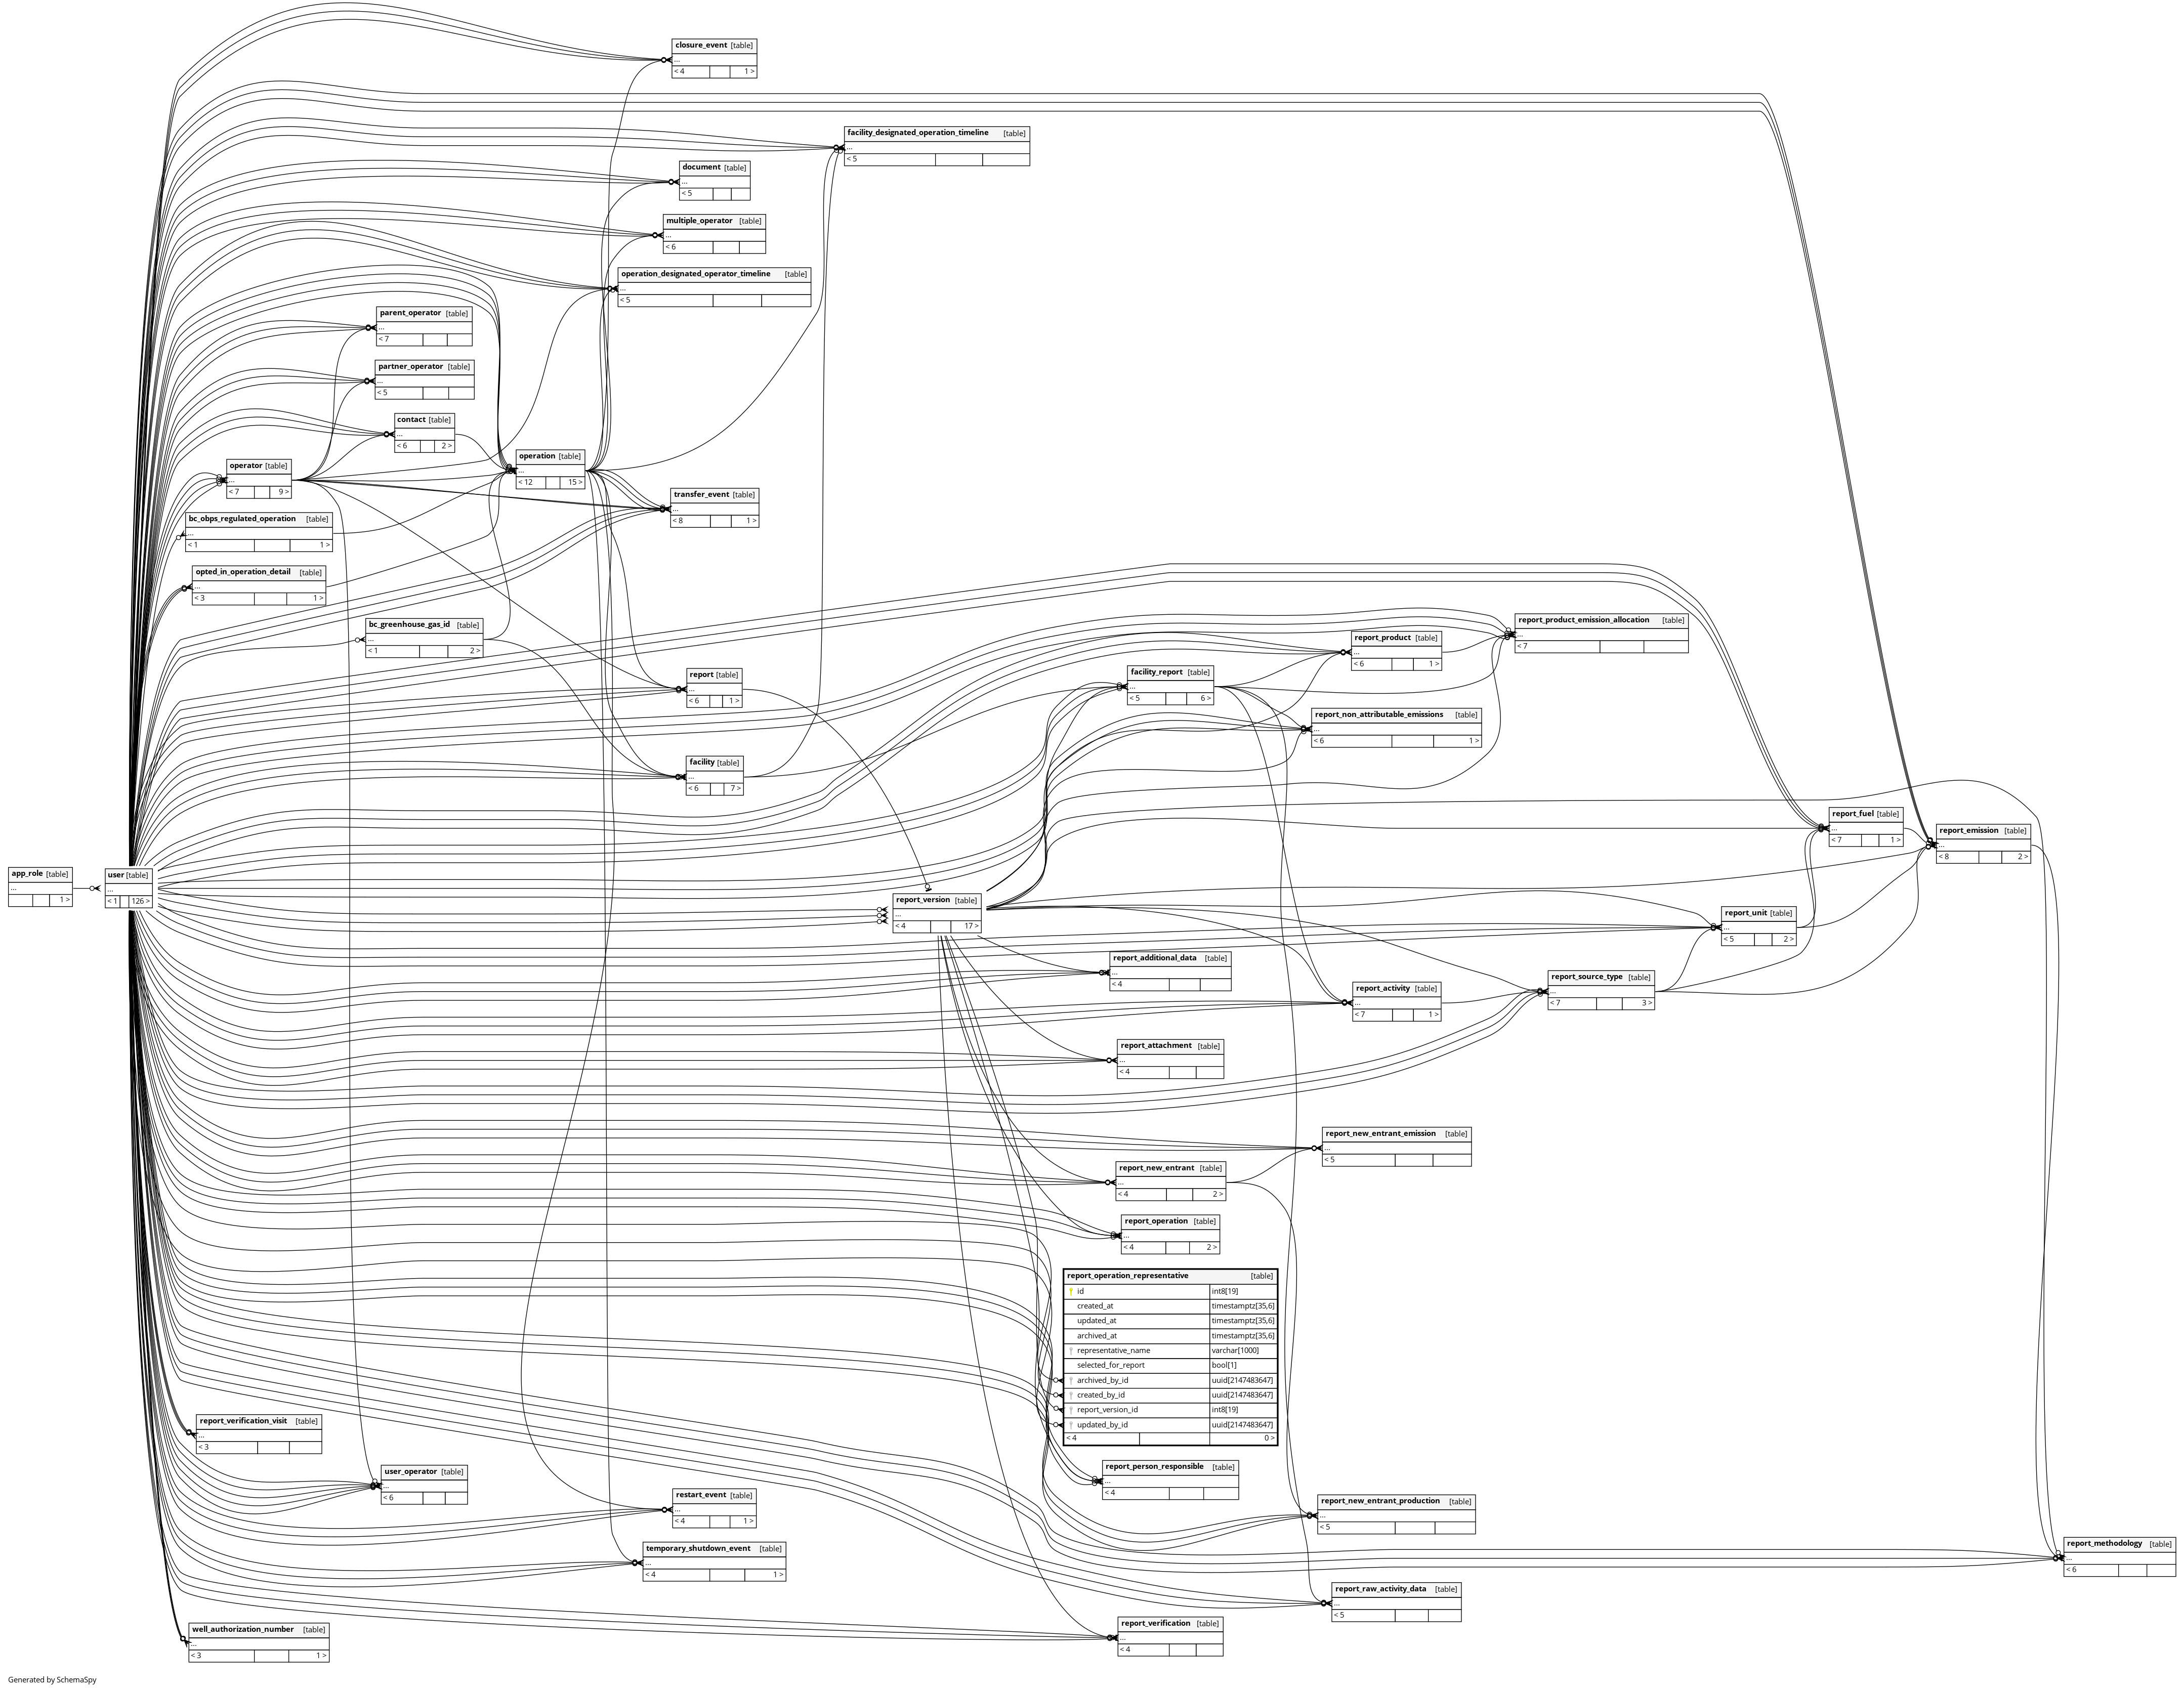 closure_event [table]
...
< 4 1 >
facility_designated_operation_timeline [table]
...
< 5
document [table]
...
< 5
multiple_operator [table]
...
< 6
operation_designated_operator_timeline [table]
...
< 5
parent_operator [table]
...
< 7
partner_operator [table]
...
< 5
contact [table]
...
< 6 2 >
operator [table]
...
< 7 9 >
operation [table]
...
< 12 15 >
transfer_event [table]
...
< 8 1 >
bc_obps_regulated_operation [table]
...
< 1 1 >
opted_in_operation_detail [table]
...
< 3 1 >
bc_greenhouse_gas_id [table]
...
< 1 2 >
report_product_emission_allocation [table]
...
< 7
report_product [table]
...
< 6 1 >
report [table]
...
< 6 1 >
facility_report [table]
...
< 5 6 >
report_non_attributable_emissions [table]
...
< 6 1 >
facility [table]
...
< 6 7 >
report_fuel [table]
...
< 7 1 >
report_emission [table]
...
< 8 2 >
app_role [table]
...
1 >
user [table]
...
< 1 126 >
report_version [table]
...
< 4 17 >
report_unit [table]
...
< 5 2 >
report_additional_data [table]
...
< 4
report_source_type [table]
...
< 7 3 >
report_activity [table]
...
< 7 1 >
report_attachment [table]
...
< 4
report_new_entrant_emission [table]
...
< 5
report_new_entrant [table]
...
< 4 2 >
report_operation [table]
...
< 4 2 >
report_operation_representative [table]
id int8[19]
created_at timestamptz[35,6]
updated_at timestamptz[35,6]
archived_at timestamptz[35,6]
representative_name varchar[1000]
selected_for_report bool[1]
archived_by_id uuid[2147483647]
created_by_id uuid[2147483647]
report_version_id int8[19]
updated_by_id uuid[2147483647]
< 4 0 >
report_verification_visit [table]
...
< 3
user_operator [table]
...
< 6
report_person_responsible [table]
...
< 4
restart_event [table]
...
< 4 1 >
report_new_entrant_production [table]
...
< 5
temporary_shutdown_event [table]
...
< 4 1 >
report_methodology [table]
...
< 6
report_raw_activity_data [table]
...
< 5
report_verification [table]
...
< 4
well_authorization_number [table]
...
< 3 1 >
Generated by SchemaSpy